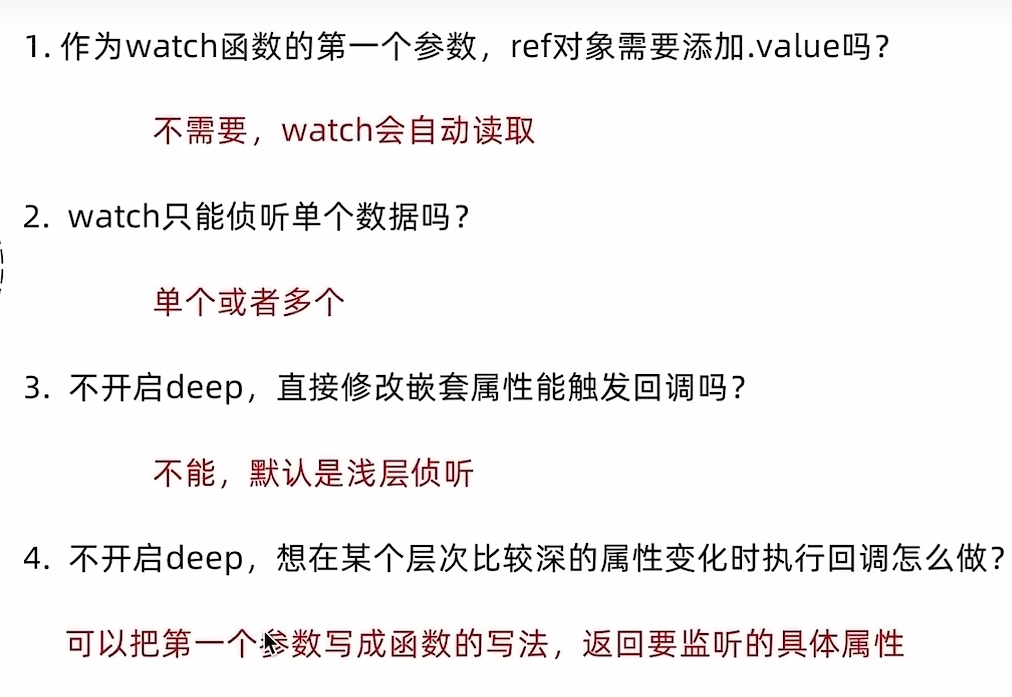 1. 作为watch函数的第一个参数，ref对象需要添加.value吗？
不需要，watch会自动读取
2. watch只能侦听单个数据吗？
单个或者多个
3. 不开启deep，直接修改嵌套属性能触发回调吗？
不能，默认是浅层侦听
4. 不开启deep，想在某个层次比较深的属性变化时执行回调怎么做？
可以把第一个参数写成函数的写法，返回要监听的具体属性